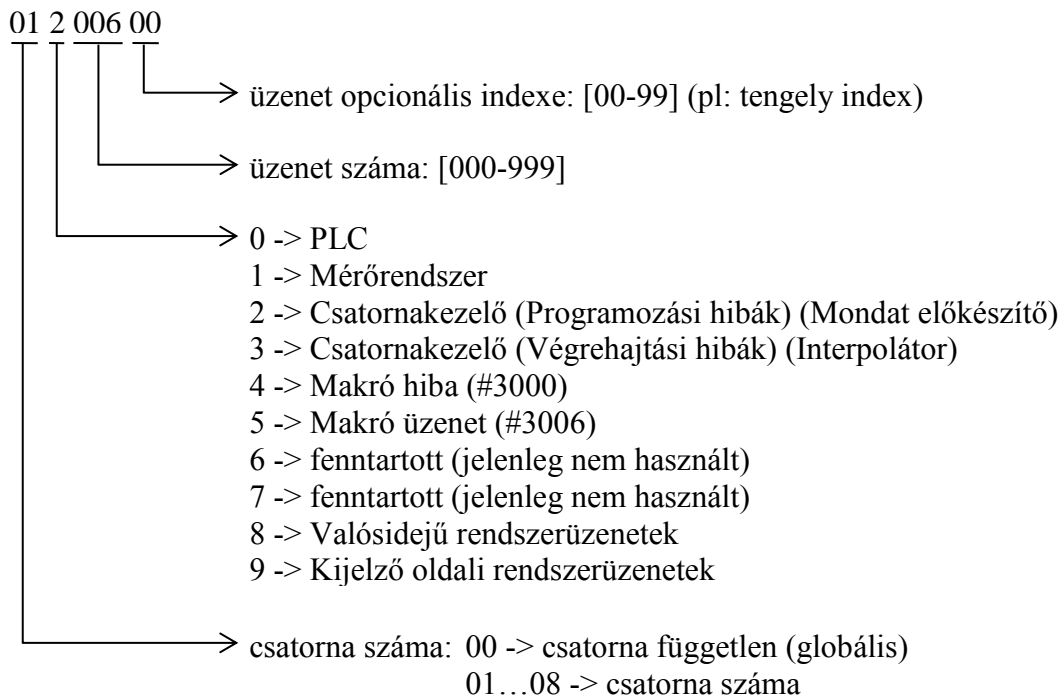 01 2 006 00
üzenet opcionális indexe: [00-99] (pl: tengely index)
üzenet száma: [000-999]
0 -> PLC
1 -> Mérőrendszer
2 -> Csatornakezelő (Programozási hibák) (Mondat előkészítő)
3 -> Csatornakezelő (Végrehajtási hibák) (Interpolátor)
4 -> Makró hiba (#3000)
5 -> Makró üzenet (#3006)
6 -> fenntartott (jelenleg nem használt)
7 -> fenntartott (jelenleg nem használt)
8 -> Valósidejű rendszerüzenetek
9 -> Kijelző oldali rendszerüzenetek
csatorna száma: 00 -> csatorna független (globális)
01…08 -> csatorna száma